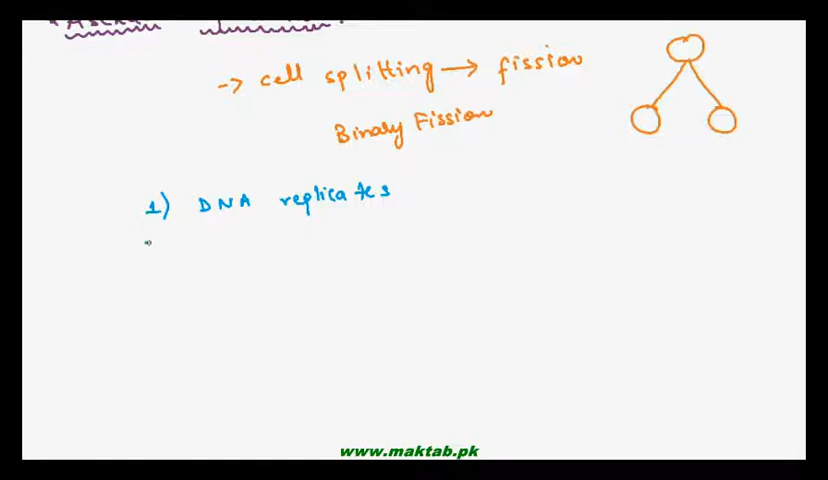 -> cell splitting → fission
Binary Fission
1) DNA replicates
www.maktab.pk